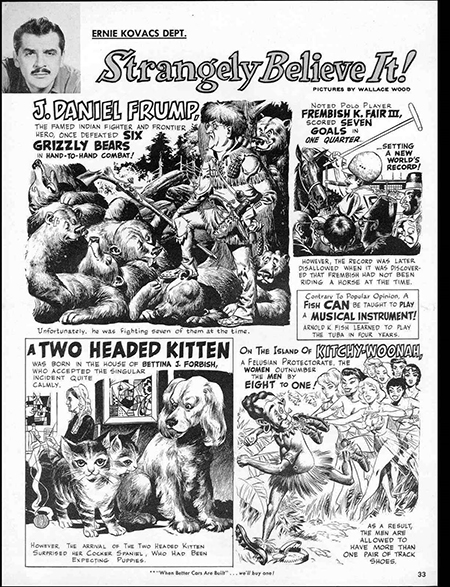 ERNIE KOVACS DEPT.
Strangely Believe It!
PICTURES BY WALLACE WOOD
J. DANIEL FRUMP,
THE FAMED INDIAN FIGHTER AND FRONTIER
HERO, ONCE DEFEATED SIX
GRIZZLY BEARS
IN HAND-TO-HAND COMBAT!
Unfortunately, he was fighting seven of them at the time.
NOTED POLO PLAYER
FREMBISH K. FAIR III,
SCORED SEVEN
GOALS IN
ONE QUARTER...
...SETTING
A NEW
WORLD'S
RECORD!
HOWEVER, THE RECORD WAS LATER
DISALLOWED WHEN IT WAS DISCOVER-
ED THAT FREMBISH HAD NOT BEEN
RIDING A HORSE AT THE TIME.
Contrary To Popular Opinion, A
FISH CAN BE TAUGHT TO PLAY
A MUSICAL INSTRUMENT!
ARNOLD K. FISH LEARNED TO PLAY
THE TUBA IN FOUR YEARS.
A TWO HEADED KITTEN
WAS BORN IN THE HOUSE OF BETTINA J. FORBISH,
WHO ACCEPTED THE SINGULAR
INCIDENT QUITE
CALMLY.
HOWEVER, THE ARRIVAL OF THE TWO HEADED KITTEN
SURPRISED HER COCKER SPANIEL, WHO HAD BEEN
EXPECTING PUPPIES.
ON THE ISLAND OF KITCHY-WOONAH,
A FELUSIAN PROTECTORATE, THE
WOMEN OUTNUMBER
THE MEN BY
EIGHT TO ONE!
AS A RESULT,
THE MEN ARE
ALLOWED TO
HAVE MORE THAN
ONE PAIR OF TRACK
SHOES.
**"When Better Cars Are Built" . . . we'll buy one!
33